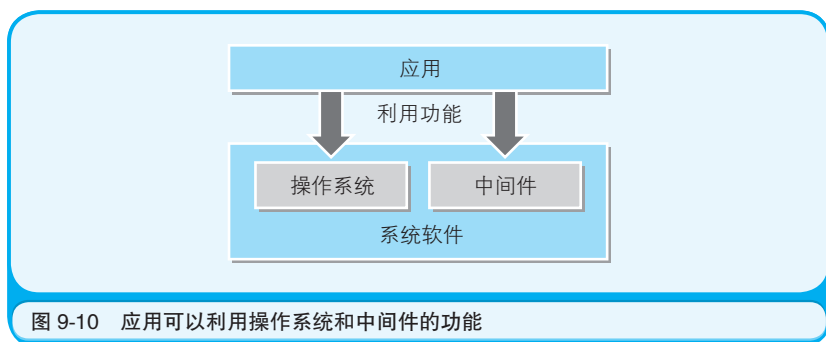 应用
利用功能
操作系统 中间件
系统软件
图 9-10 应用可以利用操作系统和中间件的功能